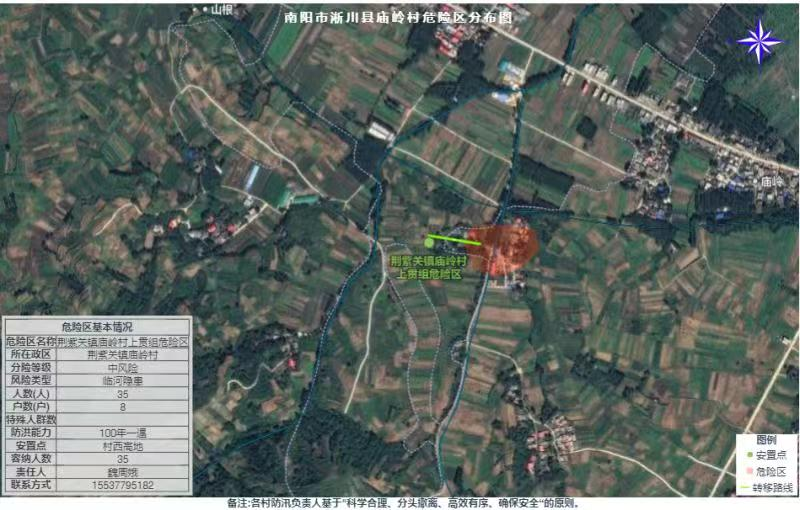 南阳市淅川县庙岭村危险区分布图
山根
庙岭
荆紫关镇庙岭村
上贯组危险区
危险区基本情况
危险区名称 荆紫关镇庙岭村上贯组危险区
所在政区 荆紫关镇庙岭村
分险等级 中风险
风险类型 临河隐患
人数(人) 35
户数(户) 8
特殊人群数
防洪能力 100年一遇
安置点 村西高地
容纳人数 35
责任人 魏周娥
联系方式 15537795182
图例
安置点
危险区
转移路线
备注:各村防汛负责人基于"科学合理、分头撤离、高效有序、确保安全"的原则。